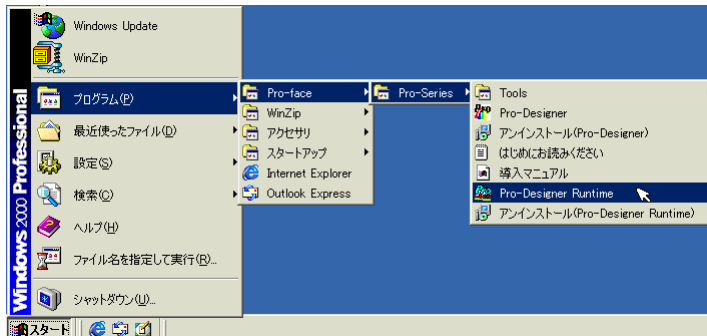 Windows 2000 Professional
Windows Update
WinZip
プログラム(P)
最近使ったファイル(D)
設定(S)
検索(C)
ヘルプ(H)
ファイル名を指定して実行(R)...
シャットダウン(U)...
スタート
Pro-face
WinZip
アクセサリ
スタートアップ
Internet Explorer
Outlook Express
Pro-Series
Tools
Pro-Designer
アンインストール(Pro-Designer)
はじめにお読みください
導入マニュアル
Pro-Designer Runtime
アンインストール(Pro-Designer Runtime)